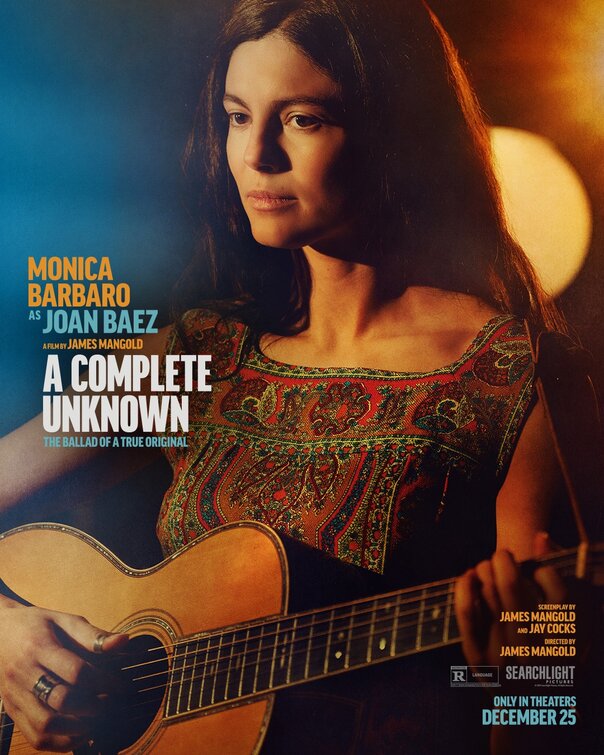 MONICA
BARBARO
AS JOAN BAEZ
A FILM BY JAMES MANGOLD
A COMPLETE
UNKNOWN
THE BALLAD OF A TRUE ORIGINAL
SCREENPLAY BY
JAMES MANGOLD
AND JAY COCKS
DIRECTED BY
JAMES MANGOLD
R
LANGUAGE
SEARCHLIGHT
PICTURES
ONLY IN THEATERS
DECEMBER 25